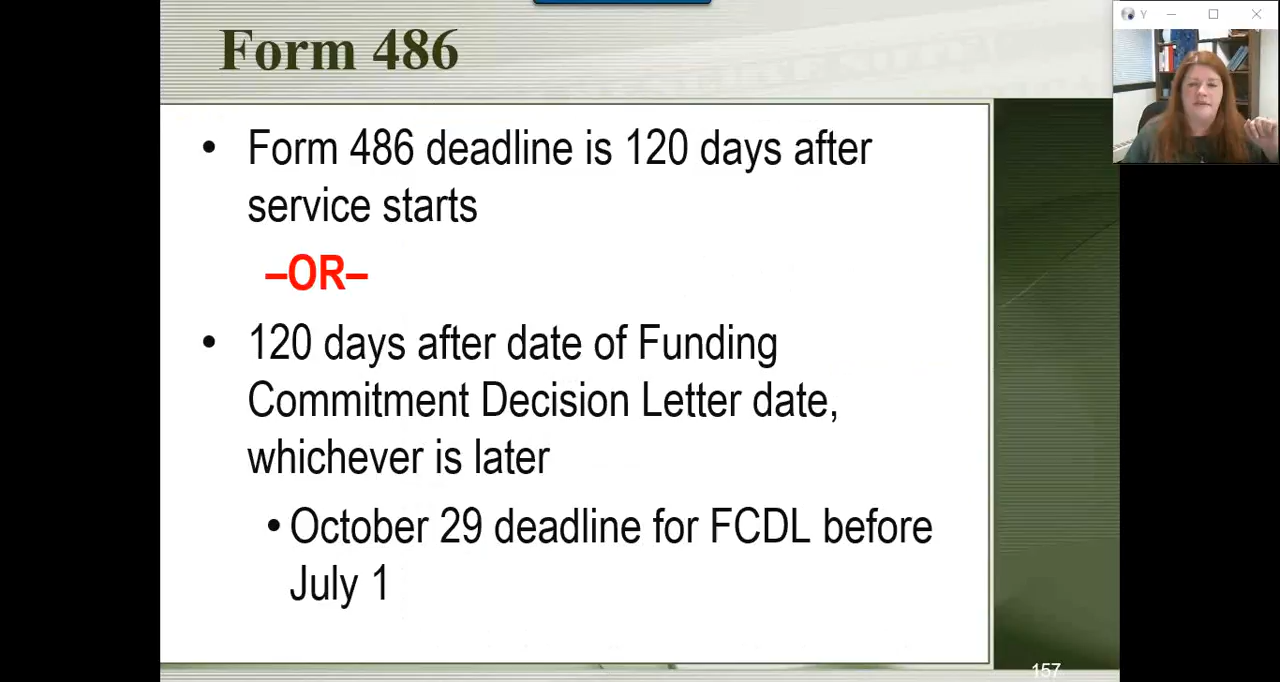 Form 486
Y
• Form 486 deadline is 120 days after
service starts
–OR–
• 120 days after date of Funding
Commitment Decision Letter date,
whichever is later
• October 29 deadline for FCDL before
July 1
157